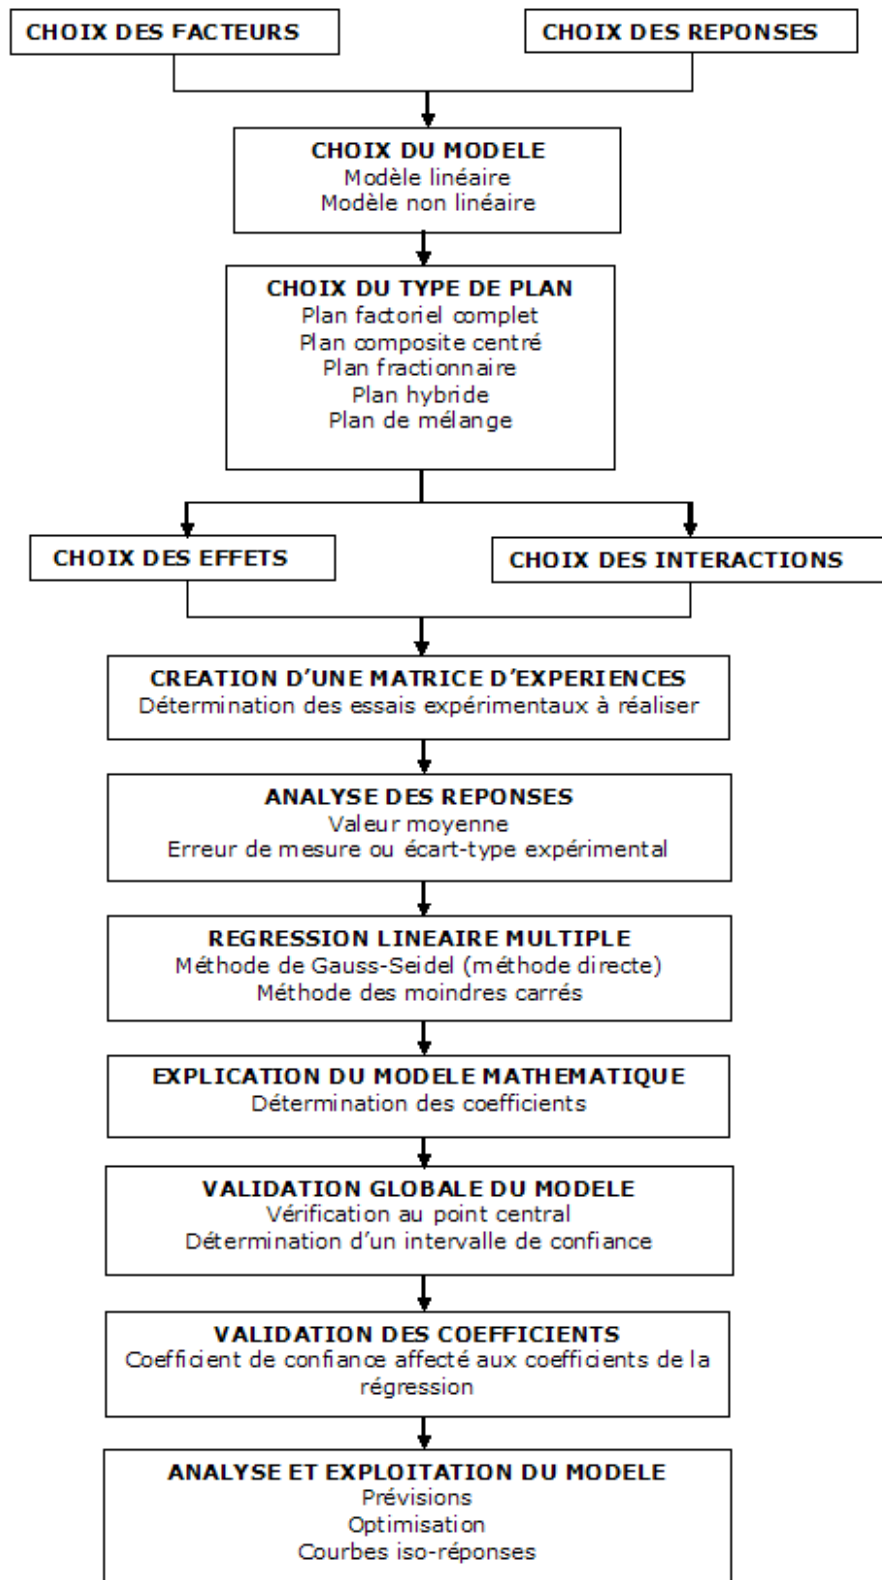 CHOIX DES FACTEURS
CHOIX DES REPONSES
CHOIX DU MODELE
Modèle linéaire
Modèle non linéaire
CHOIX DU TYPE DE PLAN
Plan factoriel complet
Plan composite centré
Plan fractionnaire
Plan hybride
Plan de mélange
CHOIX DES EFFETS
CHOIX DES INTERACTIONS
CREATION D'UNE MATRICE D'EXPERIENCES
Détermination des essais expérimentaux à réaliser
ANALYSE DES REPONSES
Valeur moyenne
Erreur de mesure ou écart-type expérimental
REGRESSION LINEAIRE MULTIPLE
Méthode de Gauss-Seidel (méthode directe)
Méthode des moindres carrés
EXPLICATION DU MODELE MATHEMATIQUE
Détermination des coefficients
VALIDATION GLOBALE DU MODELE
Vérification au point central
Détermination d'un intervalle de confiance
VALIDATION DES COEFFICIENTS
Coefficient de confiance affecté aux coefficients de la
régression
ANALYSE ET EXPLOITATION DU MODELE
Prévisions
Optimisation
Courbes iso-réponses